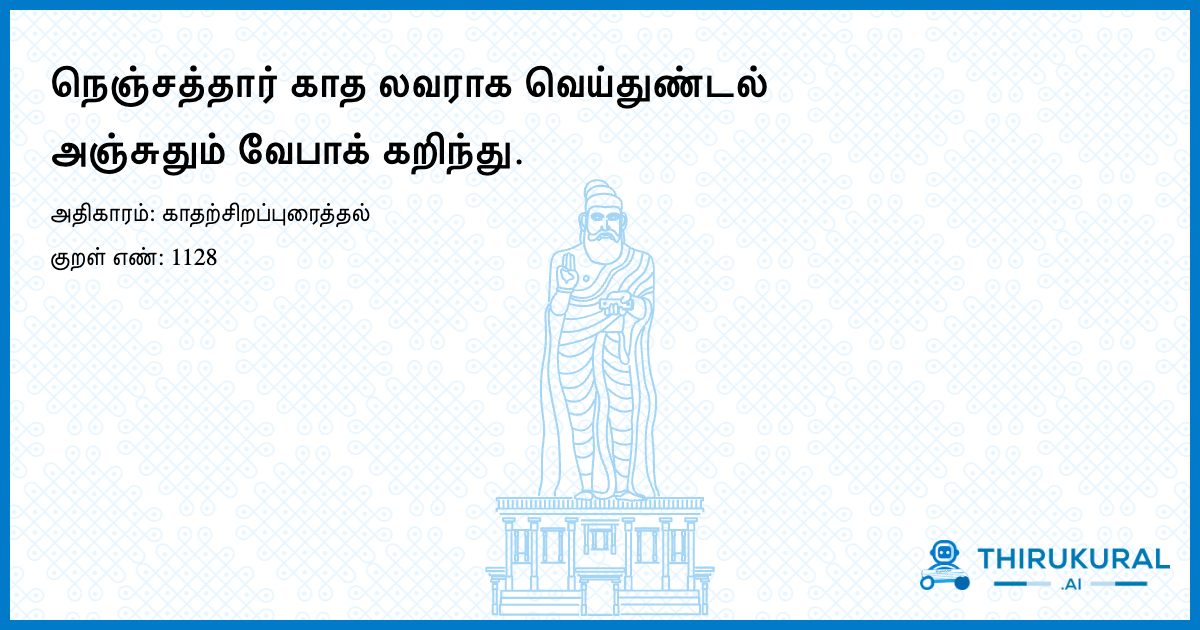 நெஞ்சத்தார் காத லவராக வெய்துண்டல்
அஞ்சுதும் வேபாக் கறிந்து.
அதிகாரம்: காதற்சிறப்புரைத்தல்
குறள் எண்: 1128
THIRUKURAL
.AI